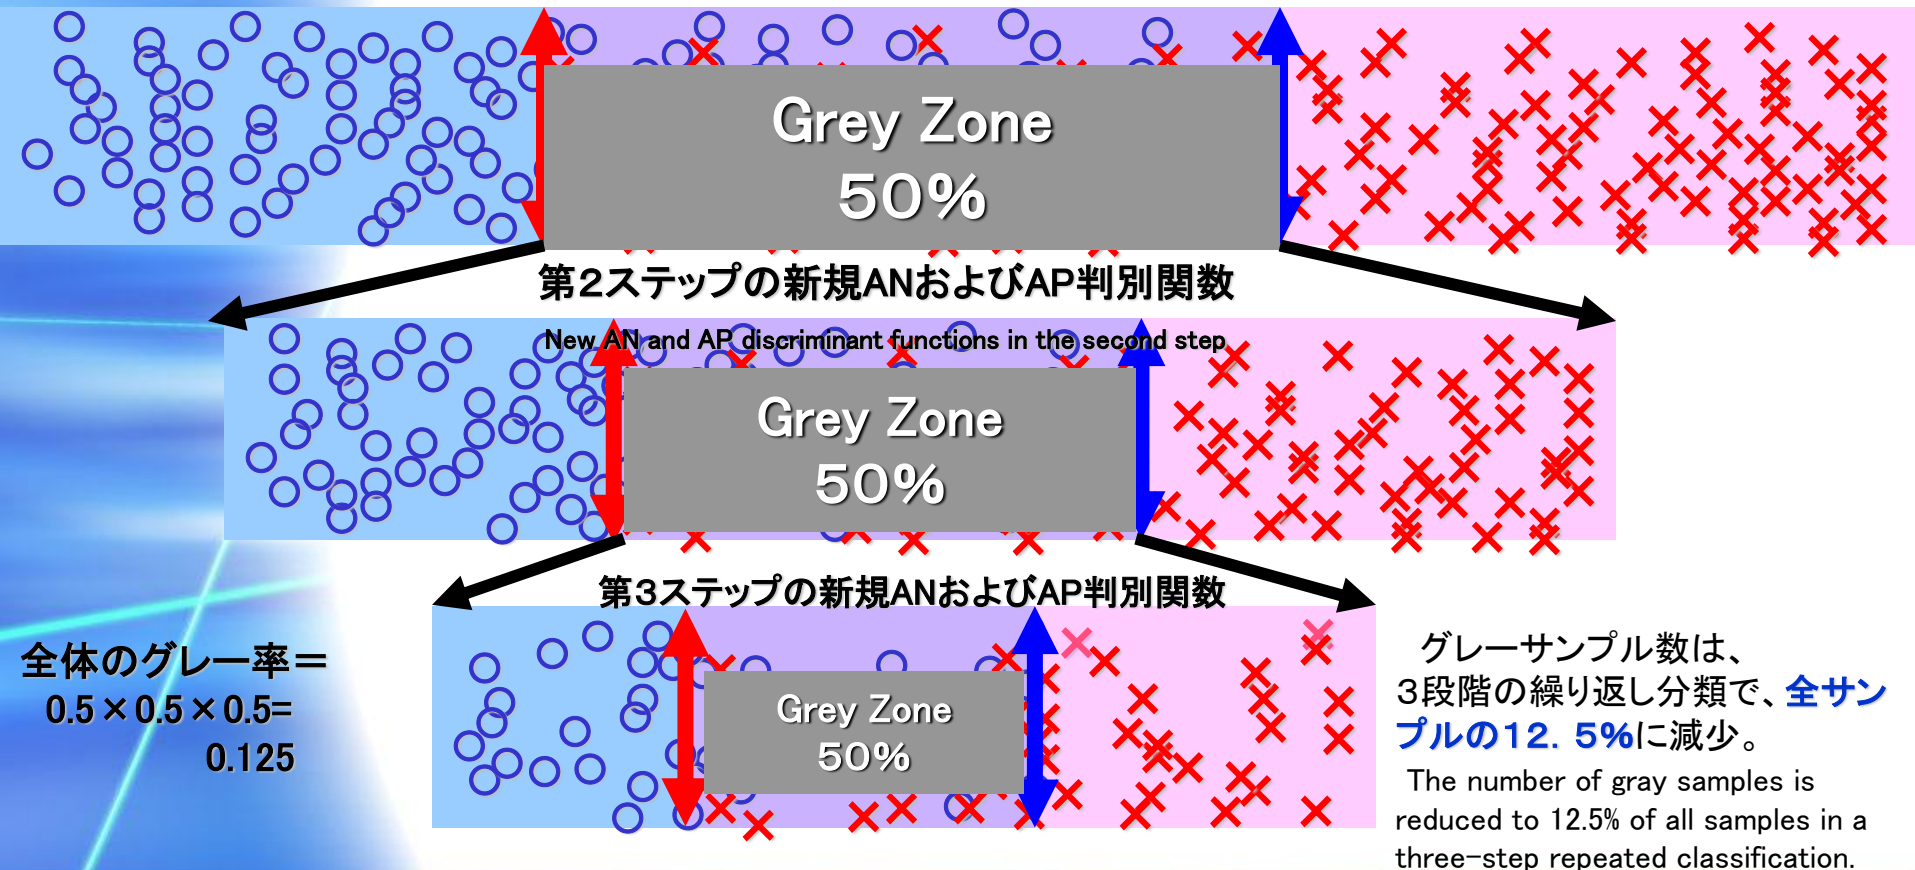 Grey Zone
50%
第2ステップの新規ANおよびAP判別関数
New AN and AP discriminant functions in the second step
Grey Zone
50%
第3ステップの新規ANおよびAP判別関数
Grey Zone
50%
全体のグレー率＝
0.5×0.5×0.5=
0.125
グレーサンプル数は、
３段階の繰り返し分類で、全サン
プルの12．5%に減少。
The number of gray samples is
reduced to 12.5% of all samples in a
three-step repeated classification.